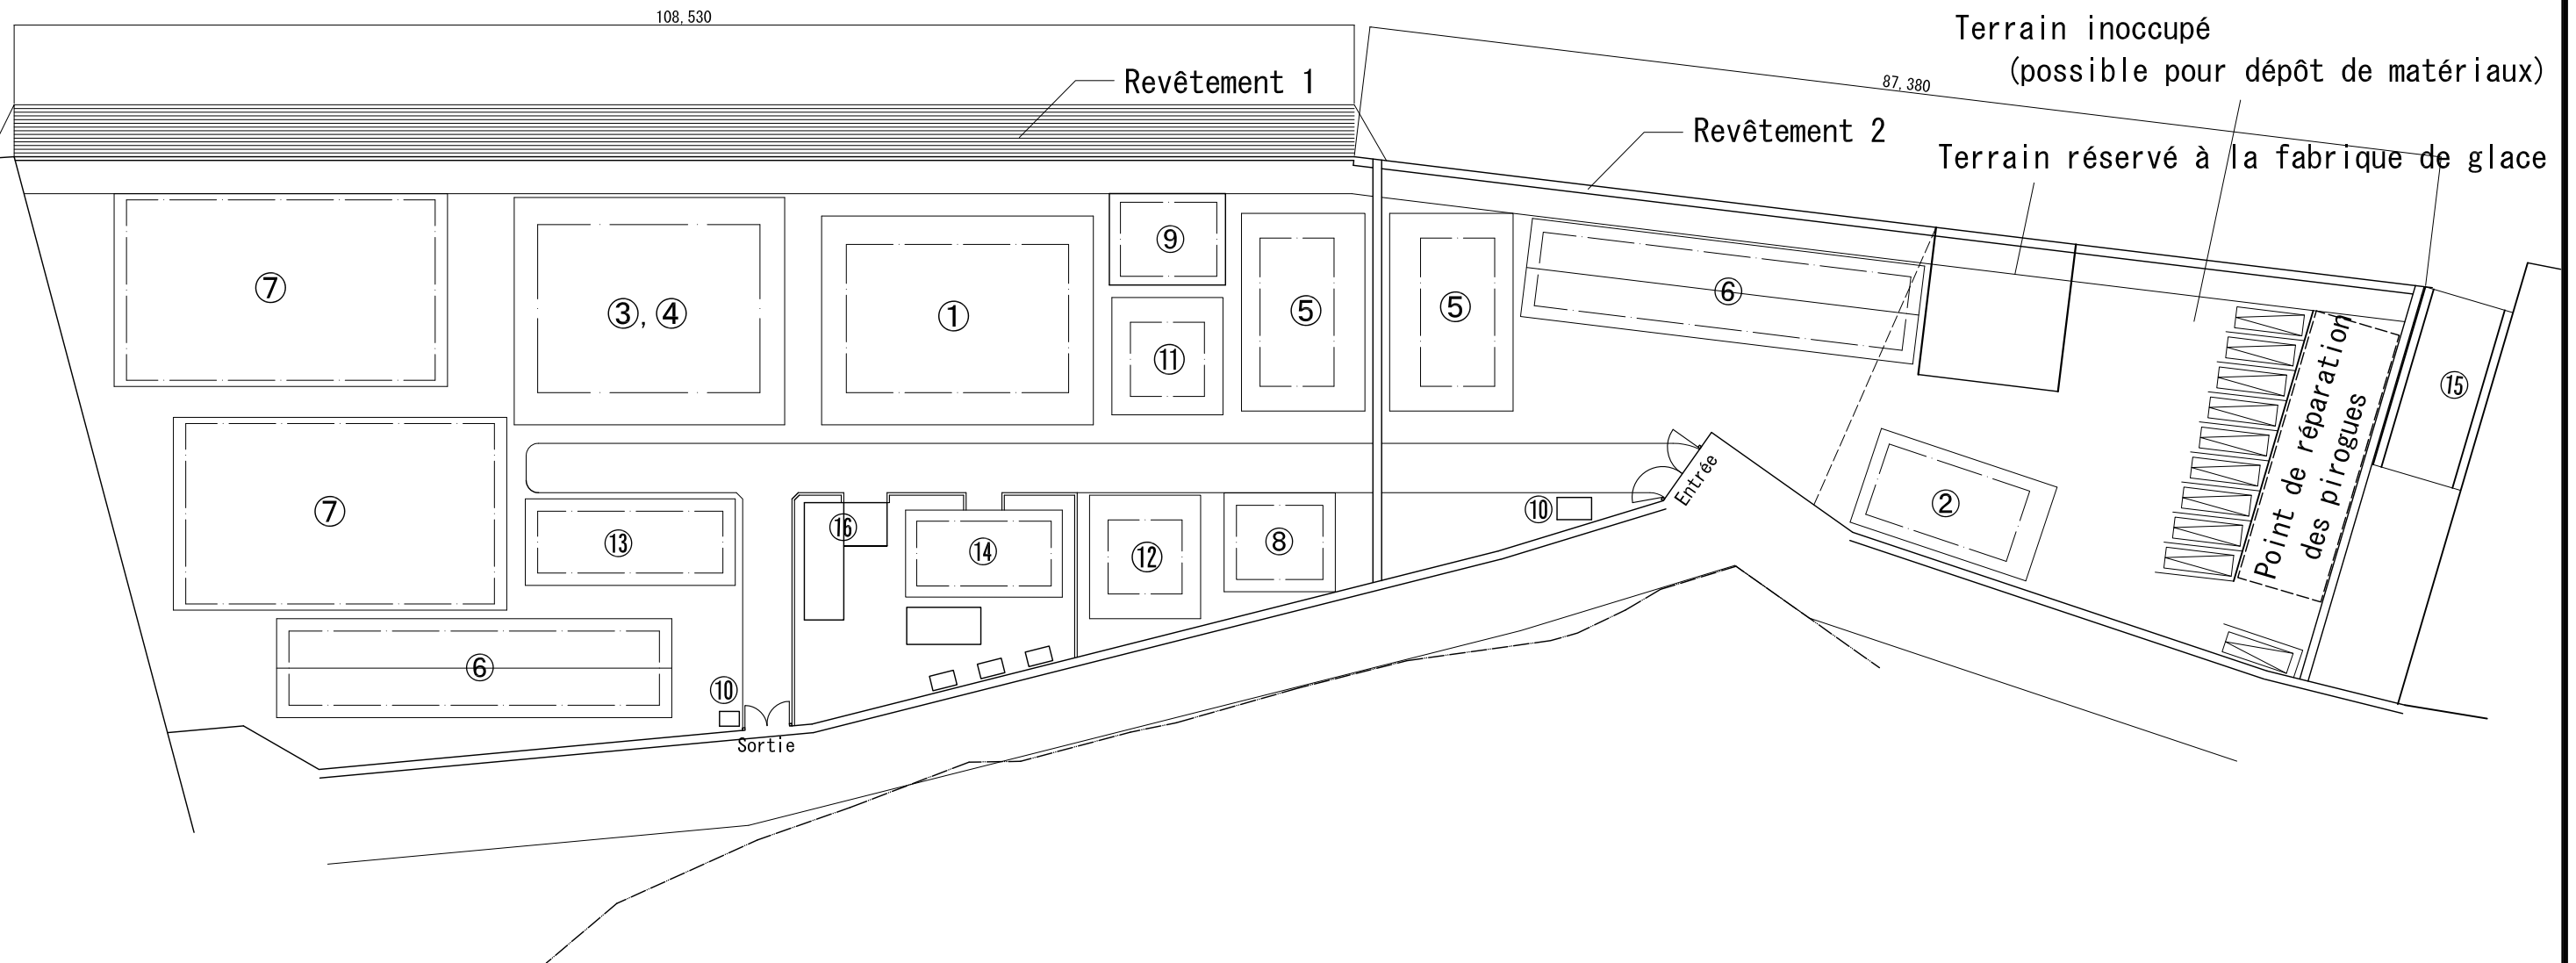 108,530
Terrain inoccupé
(possible pour dépôt de matériaux)
Revêtement 1
87,380
Revêtement 2
Terrain réservé à la fabrique de glace
⑦
③, ④
①
⑨
⑪
⑤
⑤
⑥
⑮
Point de réparation
des pirogues
⑦
⑬
⑯
⑭
⑫
⑧
⑩
Entrée
②
⑥
⑩
Sortie